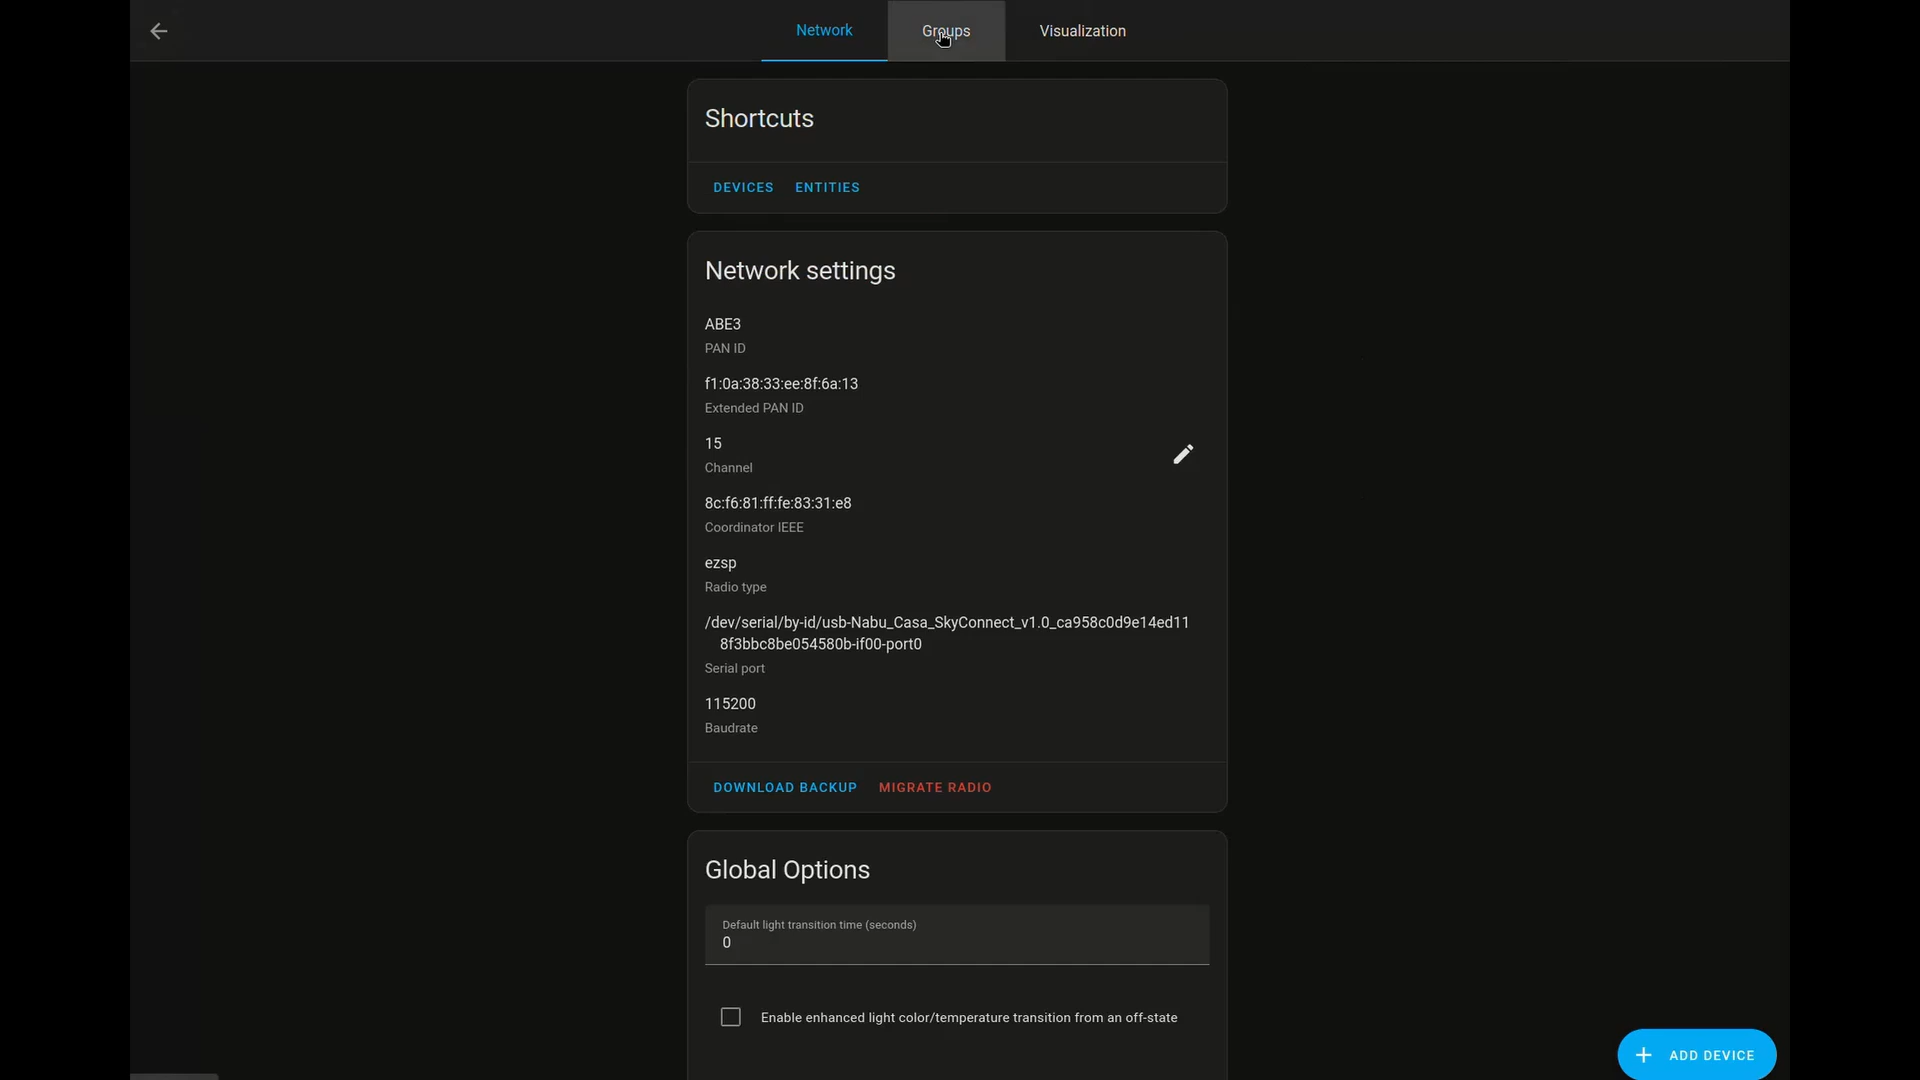 Network Groups Visualization
Shortcuts
DEVICES ENTITIES
Network settings
ABE3
PAN ID
f1:0a:38:33:ee:8f:6a:13
Extended PAN ID
15
Channel
8c:f6:81:ff:fe:83:31:e8
Coordinator IEEE
ezsp
Radio type
/dev/serial/by-id/usb-Nabu_Casa_SkyConnect_v1.0_ca958c0d9e14ed11
8f3bbc8be054580b-if00-port0
Serial port
115200
Baudrate
DOWNLOAD BACKUP MIGRATE RADIO
Global Options
Default light transition time (seconds)
0
Enable enhanced light color/temperature transition from an off-state
ADD DEVICE